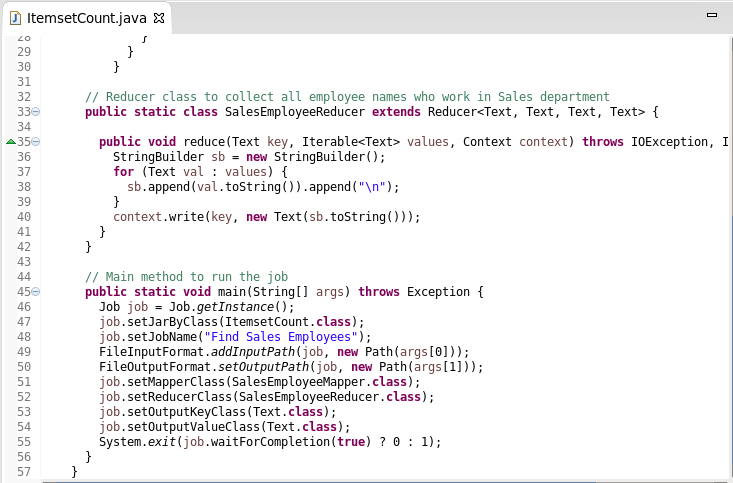 ItemsetCount.java
28 }
29 }
30 }
31
32 // Reducer class to collect all employee names who work in Sales department
33 public static class SalesEmployeeReducer extends Reducer<Text, Text, Text, Text> {
34
35 public void reduce(Text key, Iterable<Text> values, Context context) throws IOException, I
36 StringBuilder sb = new StringBuilder();
37 for (Text val : values) {
38 sb.append(val.toString()).append("\n");
39 }
40 context.write(key, new Text(sb.toString()));
41 }
42 }
43
44 // Main method to run the job
45 public static void main(String[] args) throws Exception {
46 Job job = Job.getInstance();
47 job.setJarByClass(ItemsetCount.class);
48 job.setJobName("Find Sales Employees");
49 FileInputFormat.addInputPath(job, new Path(args[0]));
50 FileOutputFormat.setOutputPath(job, new Path(args[1]));
51 job.setMapperClass(SalesEmployeeMapper.class);
52 job.setReducerClass(SalesEmployeeReducer.class);
53 job.setOutputKeyClass(Text.class);
54 job.setOutputValueClass(Text.class);
55 System.exit(job.waitForCompletion(true) ? 0 : 1);
56 }
57 }